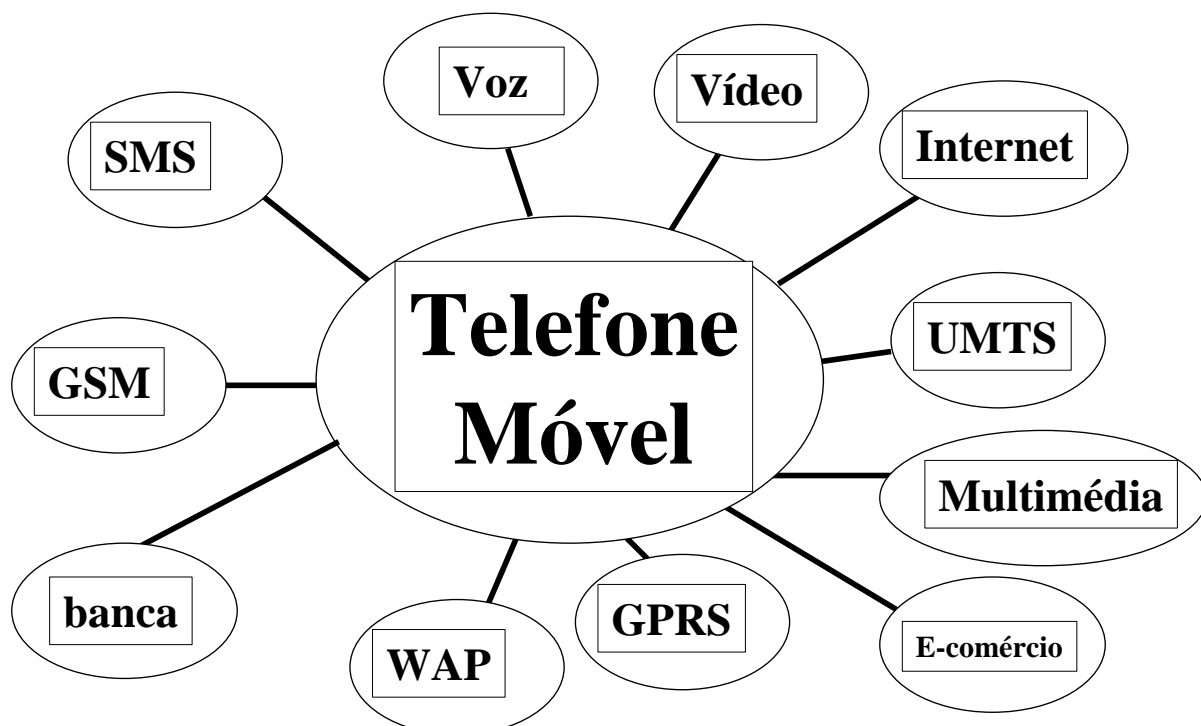 Voz
Vídeo
SMS
Internet
Telefone
Móvel
UMTS
GSM
Multimédia
banca
GPRS
WAP
E-comércio